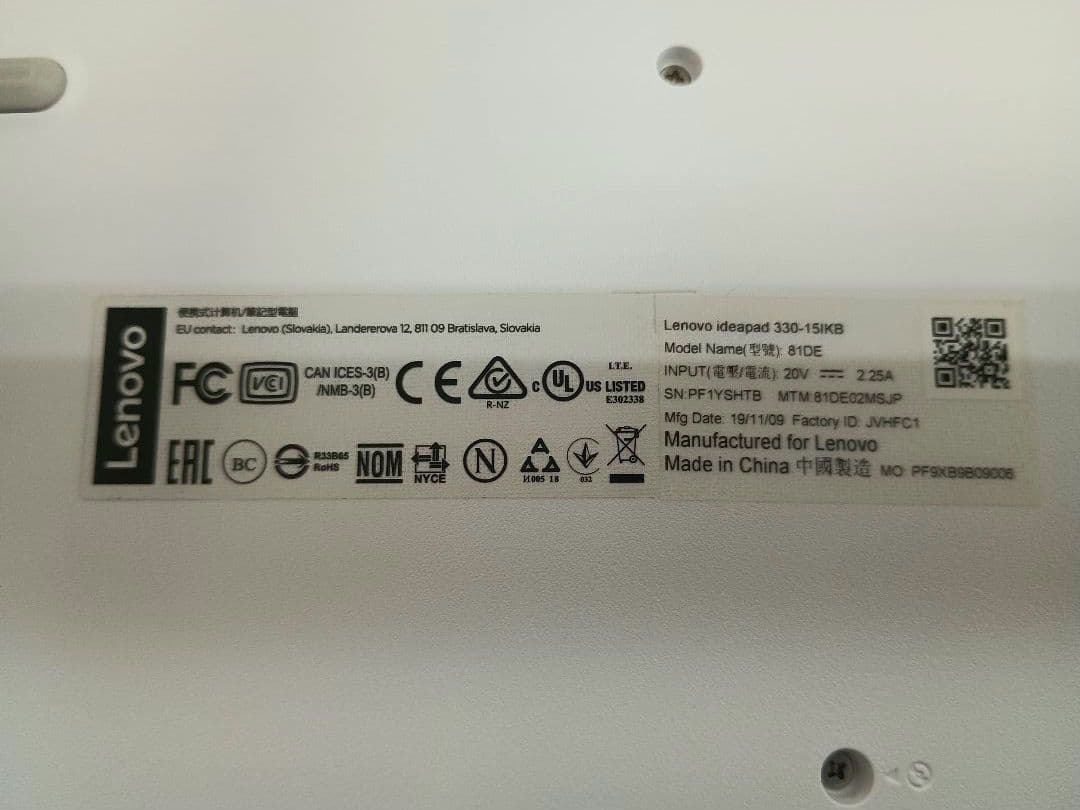 Lenovo
便携式计算机/筆記型電腦
EU contact: Lenovo (Slovakia), Landererova 12, 811 09 Bratislava, Slovakia
FC
VCI
CAN ICES-3(B)
/NMB-3(B)
CE
R-NZ
c UL US LISTED
I.T.E.
E302338
EAC
BC
R33B65
RoHS
NOM
NYCE
N
И005 18
032
Lenovo ideapad 330-15IKB
Model Name(型號): 81DE
INPUT(電壓/電流): 20V ⎓ 2.25A
SN:PF1YSHTB MTM:81DE02MSJP
Mfg Date: 19/11/09 Factory ID: JVHFC1
Manufactured for Lenovo
Made in China 中國製造 MO PF9XB9B09006